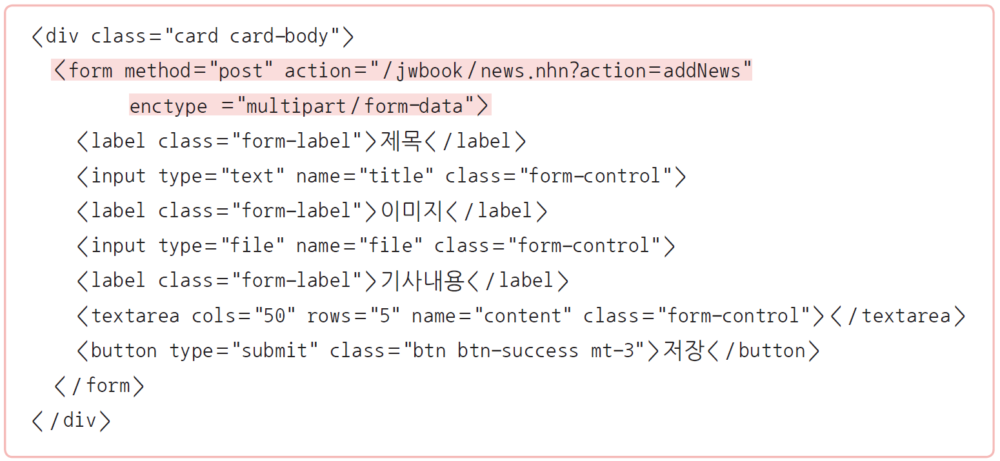 <div class="card card-body">
<form method="post" action="/jwbook/news.nhn?action=addNews"
enctype ="multipart/form-data">
<label class="form-label">제목</label>
<input type="text" name="title" class="form-control">
<label class="form-label">이미지</label>
<input type="file" name="file" class="form-control">
<label class="form-label">기사내용</label>
<textarea cols="50" rows="5" name="content" class="form-control"></textarea>
<button type="submit" class="btn btn-success mt-3">저장</button>
</form>
</div>